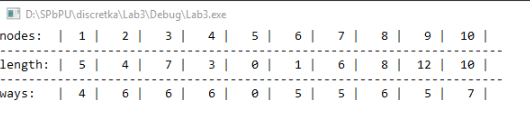 D:\SPbPU\discretka\Lab3\Debug\Lab3.exe
nodes: | 1 | 2 | 3 | 4 | 5 | 6 | 7 | 8 | 9 | 10 |
length: | 5 | 4 | 7 | 3 | 0 | 1 | 6 | 8 | 12 | 10 |
ways: | 4 | 6 | 6 | 6 | 0 | 5 | 5 | 6 | 5 | 7 |